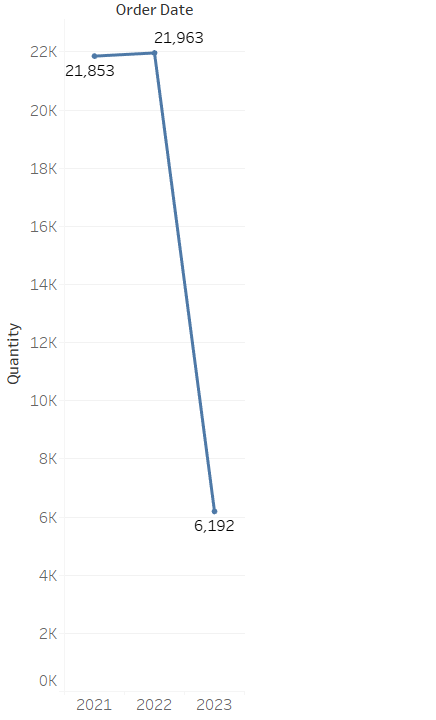 Order Date
22K
21,963
21,853
20K
18K
16K
14K
12K
Quantity
10K
8K
6K
6,192
4K
2K
0K
2021 2022 2023